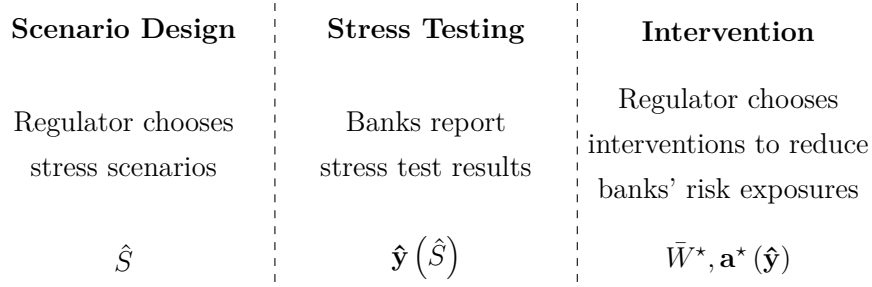 Scenario Design
Regulator chooses
stress scenarios
Ŝ
Stress Testing
Banks report
stress test results
ŷ(Ŝ)
Intervention
Regulator chooses
interventions to reduce
banks' risk exposures
W̄⋆, a⋆(ŷ)